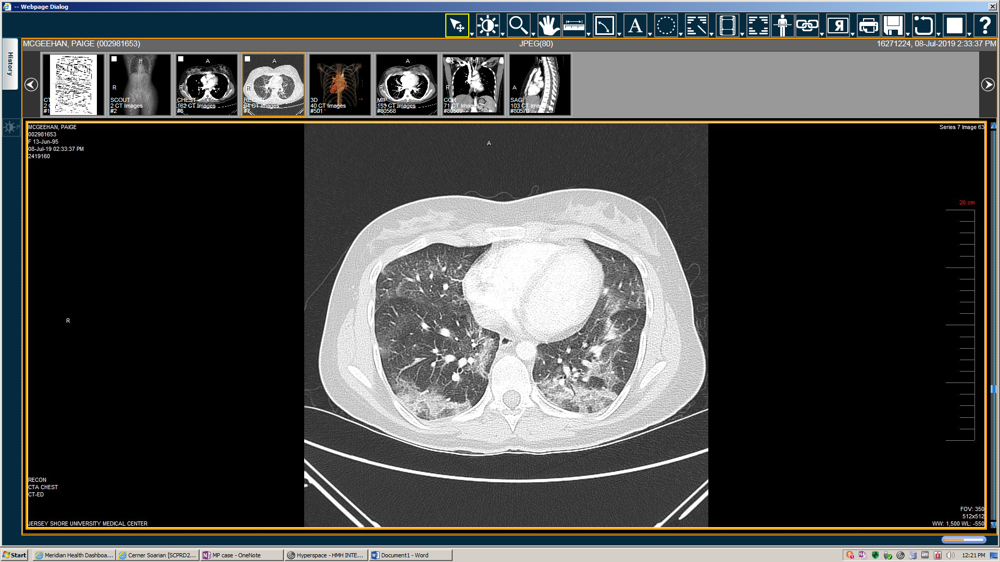 -- Webpage Dialog
A
R
?
History
MCGEEHAN, PAIGE (002981653)
JPEG(80)
16271224, 08-Jul-2019 2:33:37 PM
H
R
SCOUT
2 CT Images
#2
A
R
CHEST
162 CT Images
#6
A
R
94 CT Images
#7
3D
40 CT Images
#501
A
R
MIP
153 CT Images
#80568
H
R
COR
71 CT Images
#80569
H
A
SAG
103 CT Images
#80570
P
MCGEEHAN, PAIGE
002981653
F 13-Jun-95
08-Jul-19 02:33:37 PM
2419160
A
Series 7 Image 63
20 cm
R
RECON
CTA CHEST
CT-ED
JERSEY SHORE UNIVERSITY MEDICAL CENTER
FOV: 350
512x512
WW: 1,500 WL: -550
Start
Meridian Health Dashboa...
Cerner Soarian [SCPRD2...
MP case - OneNote
Hyperspace - HMH INTE...
Document1 - Word
12:21 PM